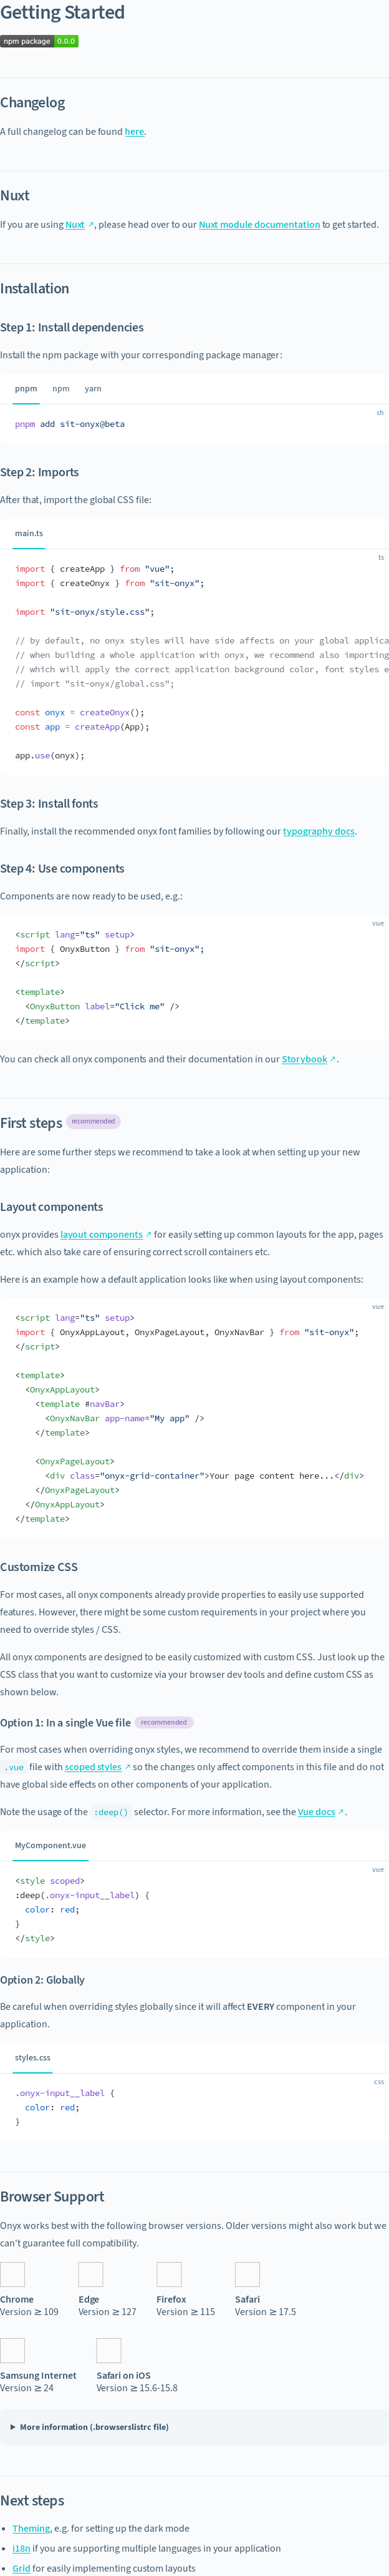 Getting Started
npm package 0.0.0
Changelog
A full changelog can be found here.
Nuxt
If you are using Nuxt ↗, please head over to our Nuxt module documentation to get started.
Installation
Step 1: Install dependencies
Install the npm package with your corresponding package manager:
pnpm npm yarn
sh
pnpm add sit-onyx@beta
Step 2: Imports
After that, import the global CSS file:
main.ts
ts
import { createApp } from "vue";
import { createOnyx } from "sit-onyx";
import "sit-onyx/style.css";
// by default, no onyx styles will have side affects on your global applica
// when building a whole application with onyx, we recommend also importing
// which will apply the correct application background color, font styles e
// import "sit-onyx/global.css";
const onyx = createOnyx();
const app = createApp(App);
app.use(onyx);
Step 3: Install fonts
Finally, install the recommended onyx font families by following our typography docs.
Step 4: Use components
Components are now ready to be used, e.g.:
vue
<script lang="ts" setup>
import { OnyxButton } from "sit-onyx";
</script>
<template>
  <OnyxButton label="Click me" />
</template>
You can check all onyx components and their documentation in our Storybook ↗.
First steps recommended
Here are some further steps we recommend to take a look at when setting up your new
application:
Layout components
onyx provides layout components ↗ for easily setting up common layouts for the app, pages
etc. which also take care of ensuring correct scroll containers etc.
Here is an example how a default application looks like when using layout components:
vue
<script lang="ts" setup>
import { OnyxAppLayout, OnyxPageLayout, OnyxNavBar } from "sit-onyx";
</script>
<template>
  <OnyxAppLayout>
    <template #navBar>
      <OnyxNavBar app-name="My app" />
    </template>
    <OnyxPageLayout>
      <div class="onyx-grid-container">Your page content here...</div>
    </OnyxPageLayout>
  </OnyxAppLayout>
</template>
Customize CSS
For most cases, all onyx components already provide properties to easily use supported
features. However, there might be some custom requirements in your project where you
need to override styles / CSS.
All onyx components are designed to be easily customized with custom CSS. Just look up the
CSS class that you want to customize via your browser dev tools and define custom CSS as
shown below.
Option 1: In a single Vue file recommended
For most cases when overriding onyx styles, we recommend to override them inside a single
.vue file with scoped styles ↗ so the changes only affect components in this file and do not
have global side effects on other components of your application.
Note the usage of the :deep() selector. For more information, see the Vue docs ↗.
MyComponent.vue
vue
<style scoped>
:deep(.onyx-input__label) {
  color: red;
}
</style>
Option 2: Globally
Be careful when overriding styles globally since it will affect EVERY component in your
application.
styles.css
css
.onyx-input__label {
  color: red;
}
Browser Support
Onyx works best with the following browser versions. Older versions might also work but we
can't guarantee full compatibility.
Chrome Edge Firefox Safari
Version ≥ 109 Version ≥ 127 Version ≥ 115 Version ≥ 17.5
Samsung Internet Safari on iOS
Version ≥ 24 Version ≥ 15.6-15.8
▶ More information (.browserslistrc file)
Next steps
• Theming, e.g. for setting up the dark mode
• i18n if you are supporting multiple languages in your application
• Grid for easily implementing custom layouts